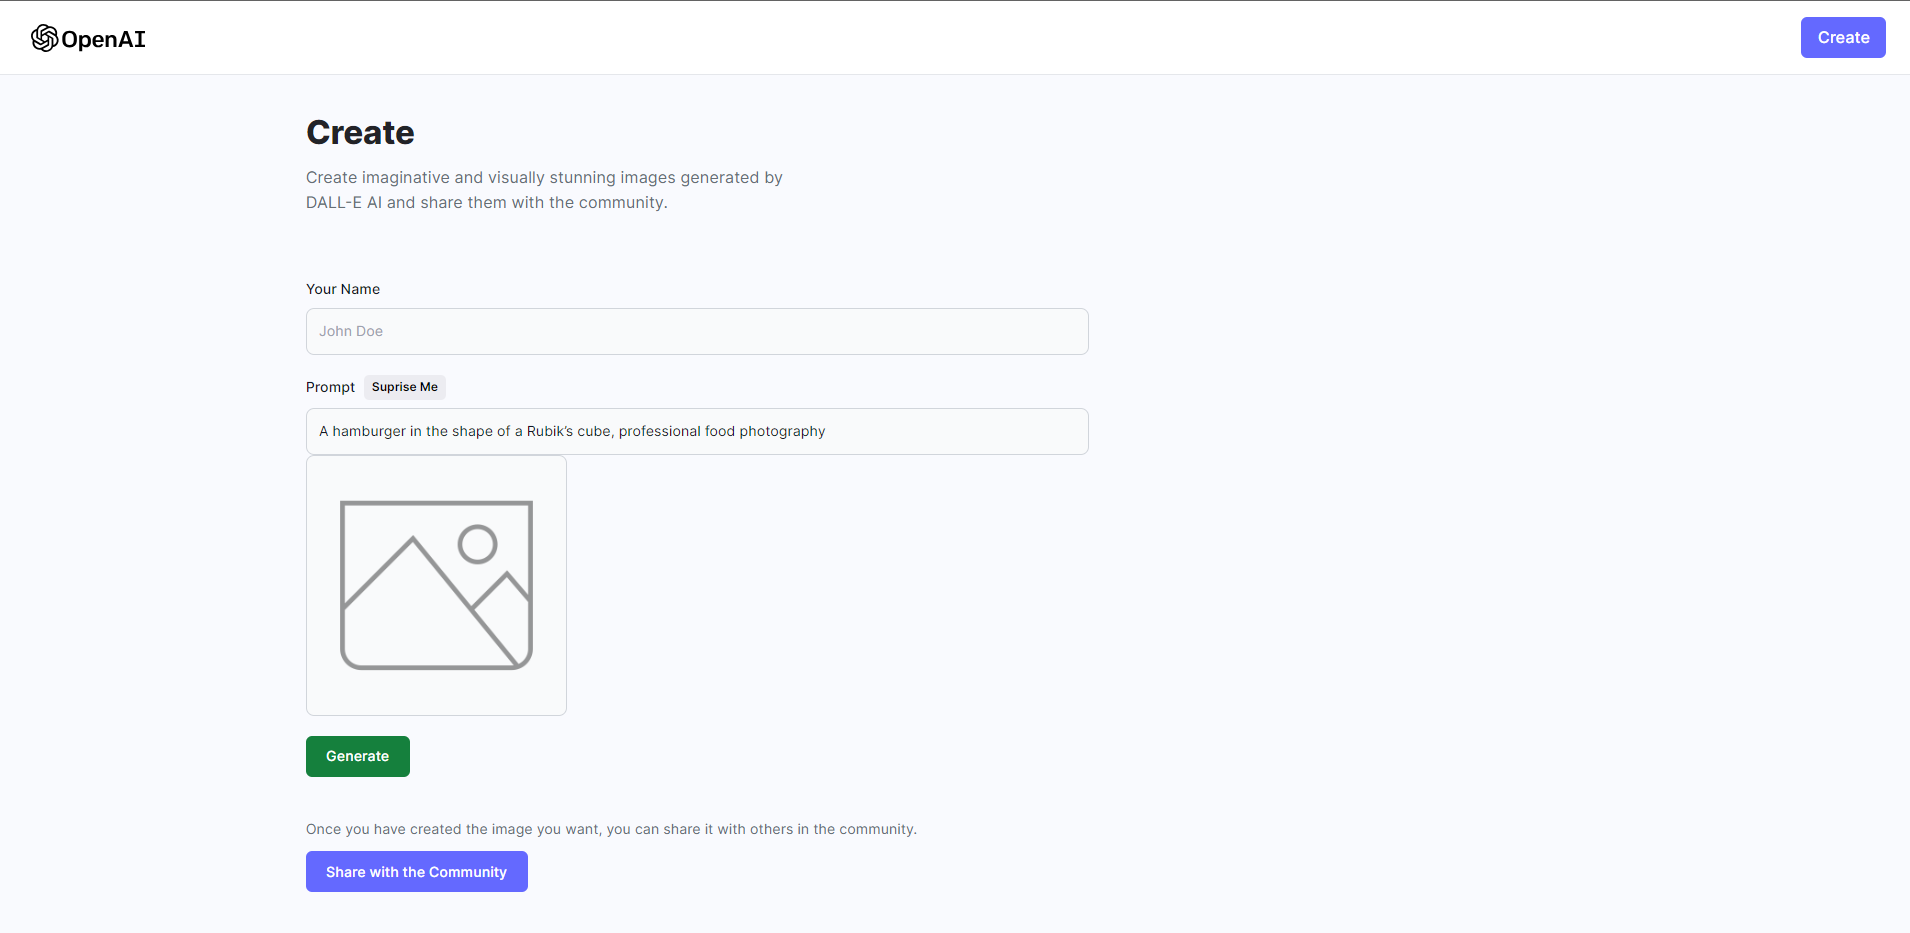 OpenAI
Create
Create
Create imaginative and visually stunning images generated by
DALL-E AI and share them with the community.
Your Name
John Doe
Prompt Suprise Me
A hamburger in the shape of a Rubik’s cube, professional food photography
Generate
Once you have created the image you want, you can share it with others in the community.
Share with the Community